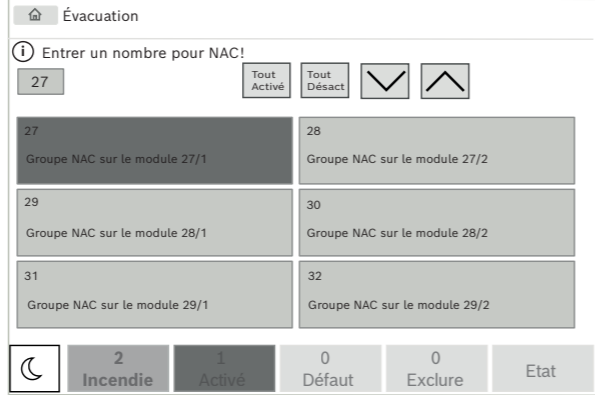 Évacuation
i Entrer un nombre pour NAC!
27
Tout
Activé
Tout
Désact
27
Groupe NAC sur le module 27/1
28
Groupe NAC sur le module 27/2
29
Groupe NAC sur le module 28/1
30
Groupe NAC sur le module 28/2
31
Groupe NAC sur le module 29/1
32
Groupe NAC sur le module 29/2
2
Incendie
1
Activé
0
Défaut
0
Exclure
Etat